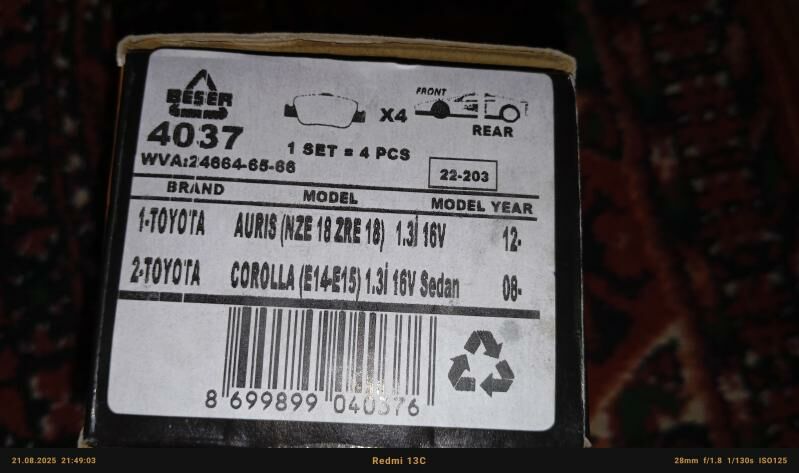 BESER
FRONT
X4
REAR
4037
1 SET = 4 PCS
WVA:24664-65-66
22-203
BRAND MODEL MODEL YEAR
1-TOYOTA AURIS (NZE 18 ZRE 18) 1.3İ 16V 12-
2-TOYOTA COROLLA (E14-E15) 1.3İ 16V Sedan 08-
8 699899 040376
21.08.2025 21:49:03
Redmi 13C
28mm f/1.8 1/130s ISO125